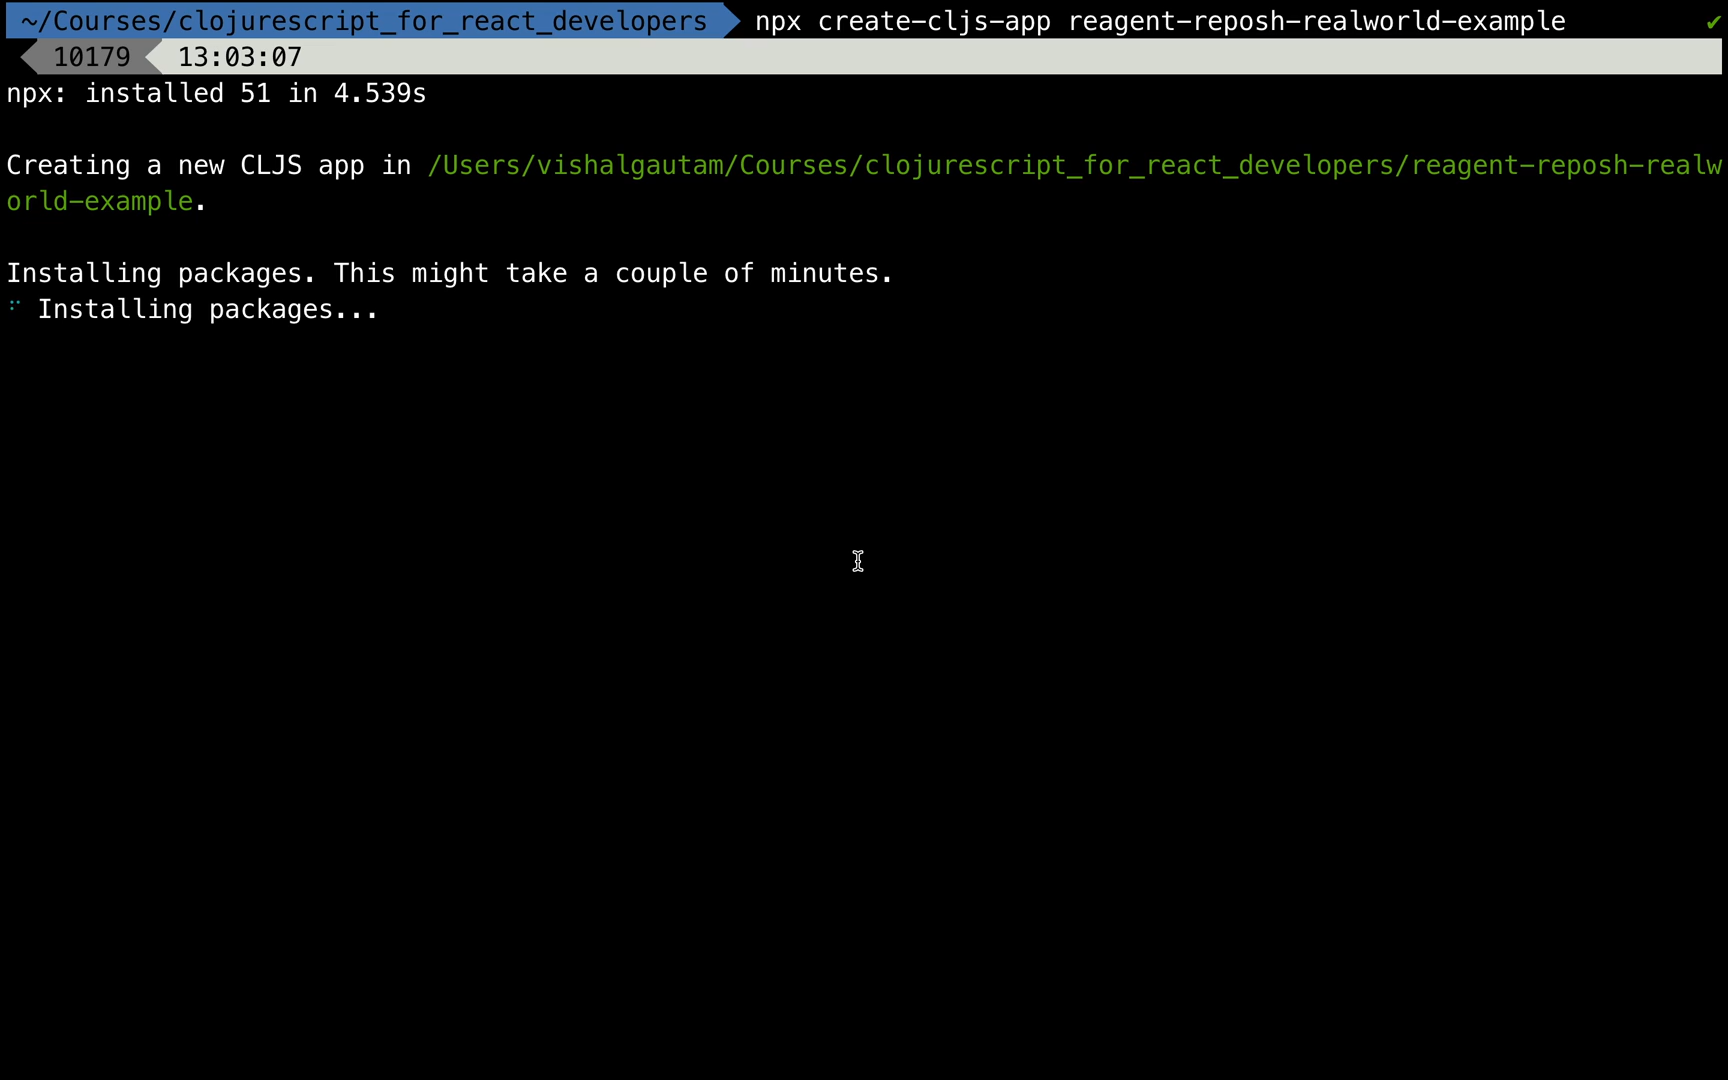 ~/Courses/clojurescript_for_react_developers npx create-cljs-app reagent-reposh-realworld-example ✔
10179 13:03:07
npx: installed 51 in 4.539s
Creating a new CLJS app in /Users/vishalgautam/Courses/clojurescript_for_react_developers/reagent-reposh-realw
orld-example.
Installing packages. This might take a couple of minutes.
⠋ Installing packages...